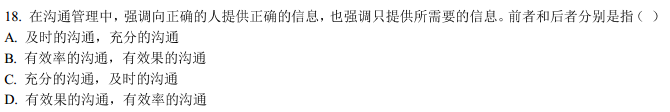 18. 在沟通管理中，强调向正确的人提供正确的信息，也强调只提供所需要的信息。前者和后者分别是指（ ）
A. 及时的沟通，充分的沟通
B. 有效率的沟通，有效果的沟通
C. 充分的沟通，及时的沟通
D. 有效果的沟通，有效率的沟通